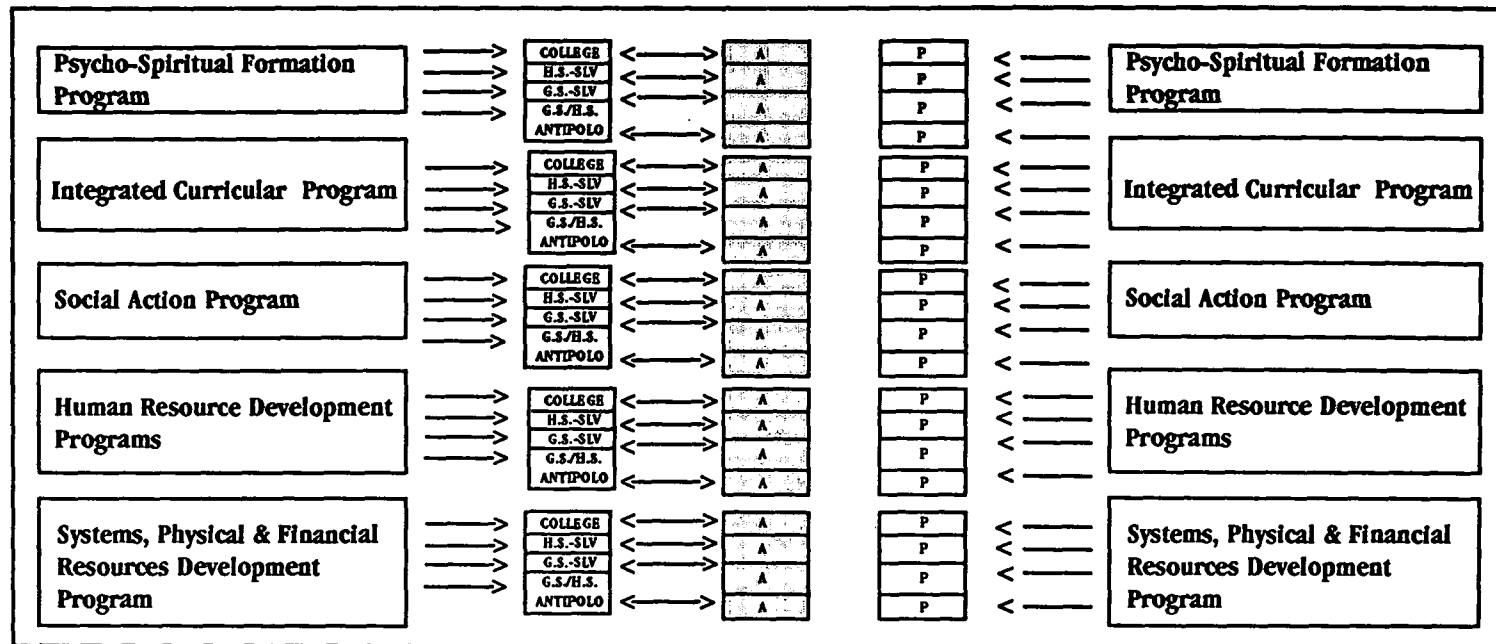 Psycho-Spiritual Formation
Program
COLLEGE
H.S.-SLV
G.S.-SLV
G.S./H.S.
ANTIPOLO
A
A
A
A
P
P
P
P
Psycho-Spiritual Formation
Program
Integrated Curricular Program
COLLEGE
H.S.-SLV
G.S.-SLV
G.S./H.S.
ANTIPOLO
A
A
A
A
P
P
P
P
Integrated Curricular Program
Social Action Program
COLLEGE
H.S.-SLV
G.S.-SLV
G.S./H.S.
ANTIPOLO
A
A
A
A
P
P
P
P
Social Action Program
Human Resource Development
Programs
COLLEGE
H.S.-SLV
G.S.-SLV
G.S./H.S.
ANTIPOLO
A
A
A
A
P
P
P
P
Human Resource Development
Programs
Systems, Physical & Financial
Resources Development
Program
COLLEGE
H.S.-SLV
G.S.-SLV
G.S./H.S.
ANTIPOLO
A
A
A
A
P
P
P
P
Systems, Physical & Financial
Resources Development
Program